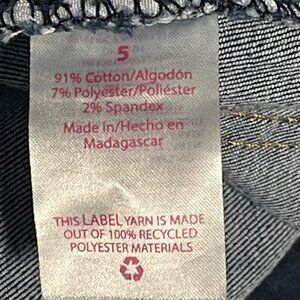 5
91% Cotton/Algodón
7% Polyester/Poliéster
2% Spandex
Made in/Hecho en
Madagascar
THIS LABEL YARN IS MADE
OUT OF 100% RECYCLED
POLYESTER MATERIALS